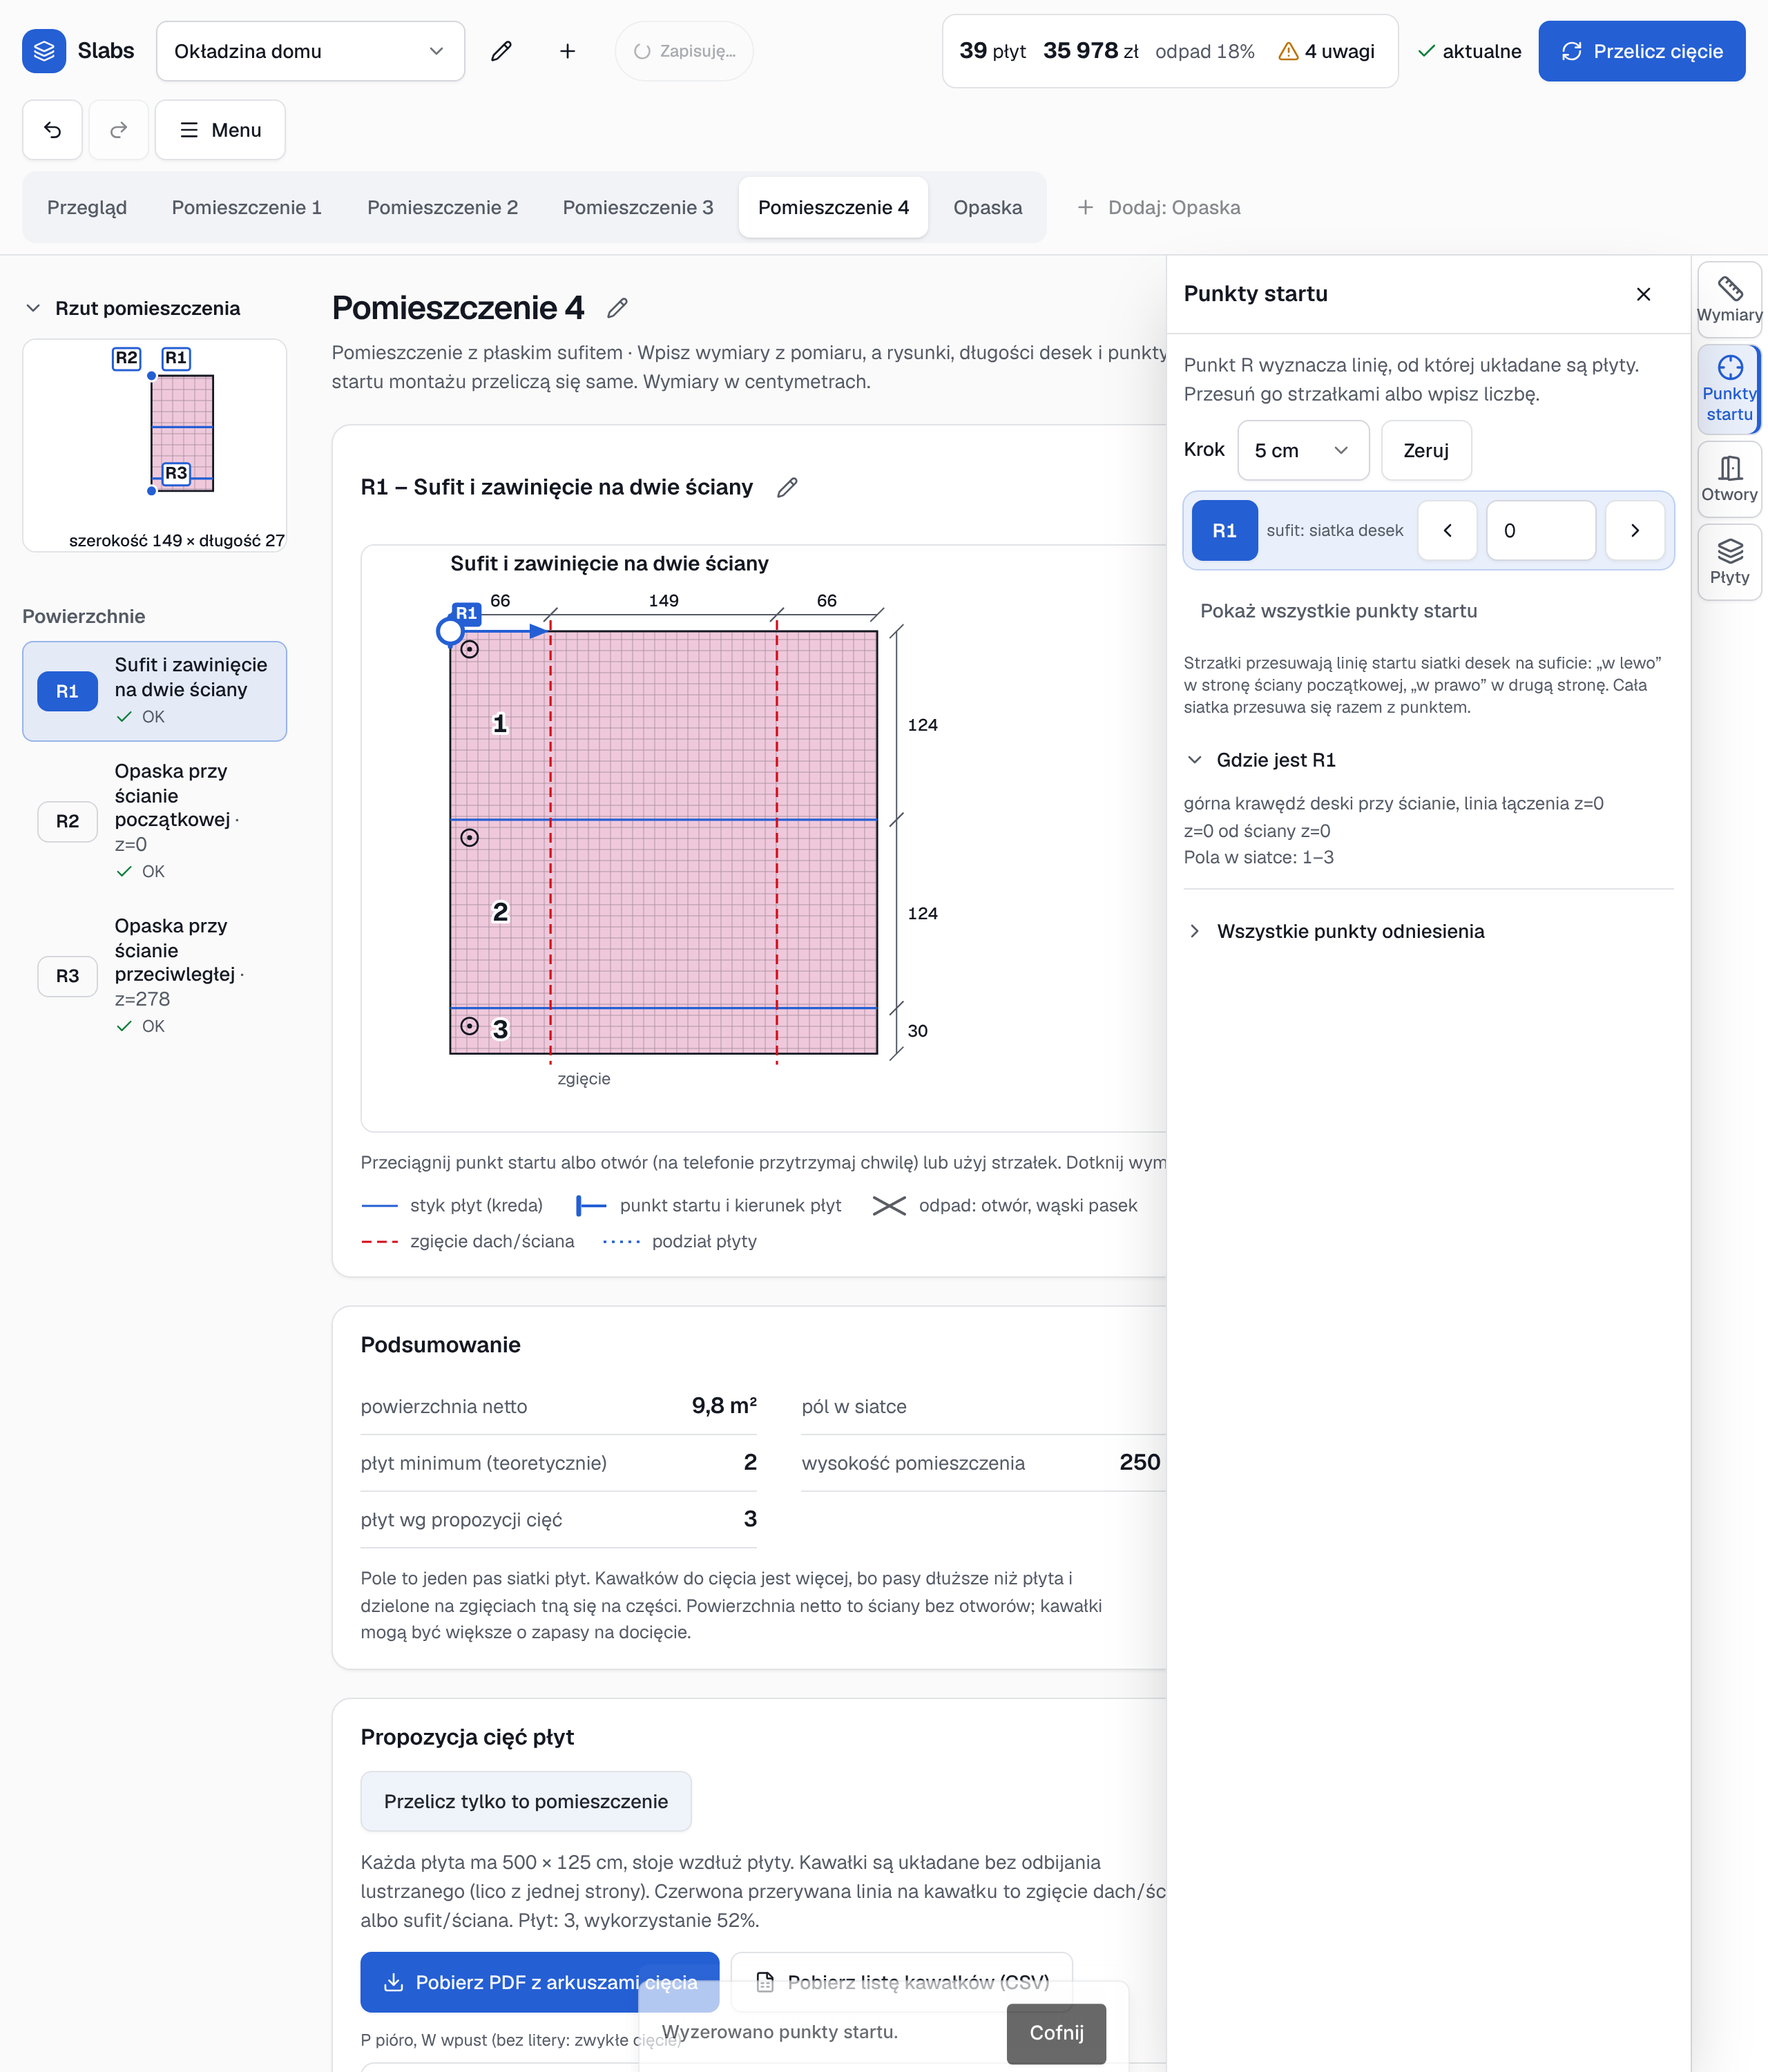 Slabs
Okładzina domu
Zapisuję…
39 płyt 35 978 zł odpad 18% 4 uwagi
aktualne
Przelicz cięcie
Menu
Przegląd
Pomieszczenie 1
Pomieszczenie 2
Pomieszczenie 3
Pomieszczenie 4
Opaska
Dodaj: Opaska
Rzut pomieszczenia
R2 R1
R3
szerokość 149 × długość 27
Powierzchnie
R1
Sufit i zawinięcie
na dwie ściany
OK
R2
Opaska przy
ścianie
początkowej ·
z=0
OK
R3
Opaska przy
ścianie
przeciwległej ·
z=278
OK
Pomieszczenie 4
Pomieszczenie z płaskim sufitem · Wpisz wymiary z pomiaru, a rysunki, długości desek i punkty
startu montażu przeliczą się same. Wymiary w centymetrach.
R1 – Sufit i zawinięcie na dwie ściany
Sufit i zawinięcie na dwie ściany
66 149 66
R1
1
124
2
124
3
30
zgięcie
Przeciągnij punkt startu albo otwór (na telefonie przytrzymaj chwilę) lub użyj strzałek. Dotknij wym
styk płyt (kreda)
punkt startu i kierunek płyt
odpad: otwór, wąski pasek
zgięcie dach/ściana
podział płyty
Podsumowanie
powierzchnia netto 9,8 m²
pól w siatce
płyt minimum (teoretycznie) 2
wysokość pomieszczenia 250
płyt wg propozycji cięć 3
Pole to jeden pas siatki płyt. Kawałków do cięcia jest więcej, bo pasy dłuższe niż płyta i
dzielone na zgięciach tną się na części. Powierzchnia netto to ściany bez otworów; kawałki
mogą być większe o zapasy na docięcie.
Propozycja cięć płyt
Przelicz tylko to pomieszczenie
Każda płyta ma 500 × 125 cm, słoje wzdłuż płyty. Kawałki są układane bez odbijania
lustrzanego (lico z jednej strony). Czerwona przerywana linia na kawałku to zgięcie dach/śc
albo sufit/ściana. Płyt: 3, wykorzystanie 52%.
Pobierz PDF z arkuszami cięcia
Pobierz listę kawałków (CSV)
P pióro, W wpust (bez litery: zwykłe cięcie)
Wyzerowano punkty startu.
Cofnij
Punkty startu
Punkt R wyznacza linię, od której układane są płyty.
Przesuń go strzałkami albo wpisz liczbę.
Krok
5 cm
Zeruj
R1 sufit: siatka desek 0
Pokaż wszystkie punkty startu
Strzałki przesuwają linię startu siatki desek na suficie: „w lewo”
w stronę ściany początkowej, „w prawo” w drugą stronę. Cała
siatka przesuwa się razem z punktem.
Gdzie jest R1
górna krawędź deski przy ścianie, linia łączenia z=0
z=0 od ściany z=0
Pola w siatce: 1–3
Wszystkie punkty odniesienia
Wymiary
Punkty
startu
Otwory
Płyty